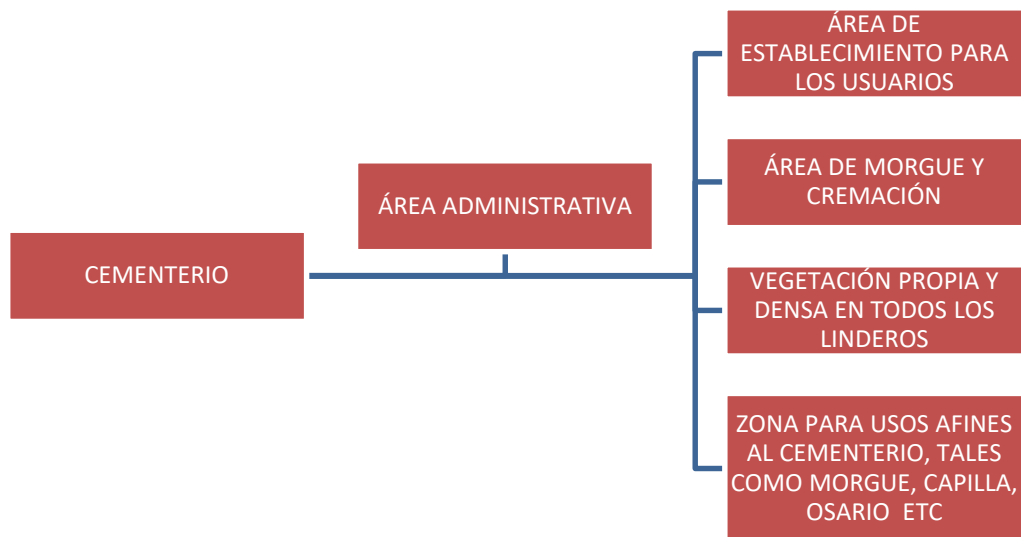 CEMENTERIO
ÁREA ADMINISTRATIVA
ÁREA DE
ESTABLECIMIENTO PARA
LOS USUARIOS
ÁREA DE MORGUE Y
CREMACIÓN
VEGETACIÓN PROPIA Y
DENSA EN TODOS LOS
LINDEROS
ZONA PARA USOS AFINES
AL CEMENTERIO, TALES
COMO MORGUE, CAPILLA,
OSARIO ETC